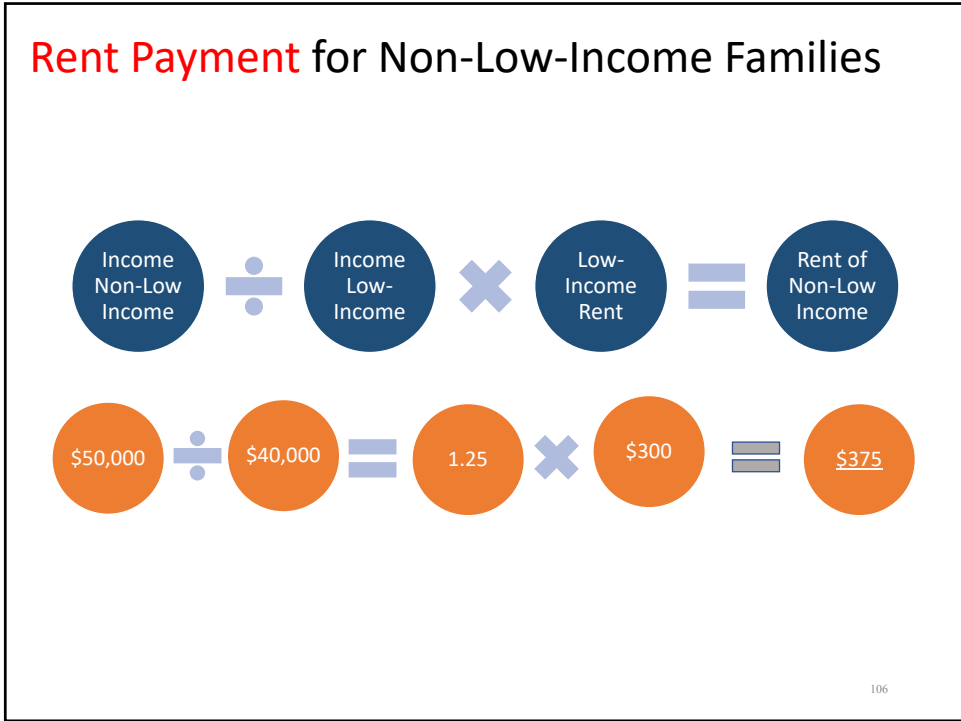 Rent Payment for Non-Low-Income Families
Income
Non-Low
Income
Income
Low-
Income
Low-
Income
Rent
Rent of
Non-Low
Income
$50,000
$40,000
1.25
$300
$375
106